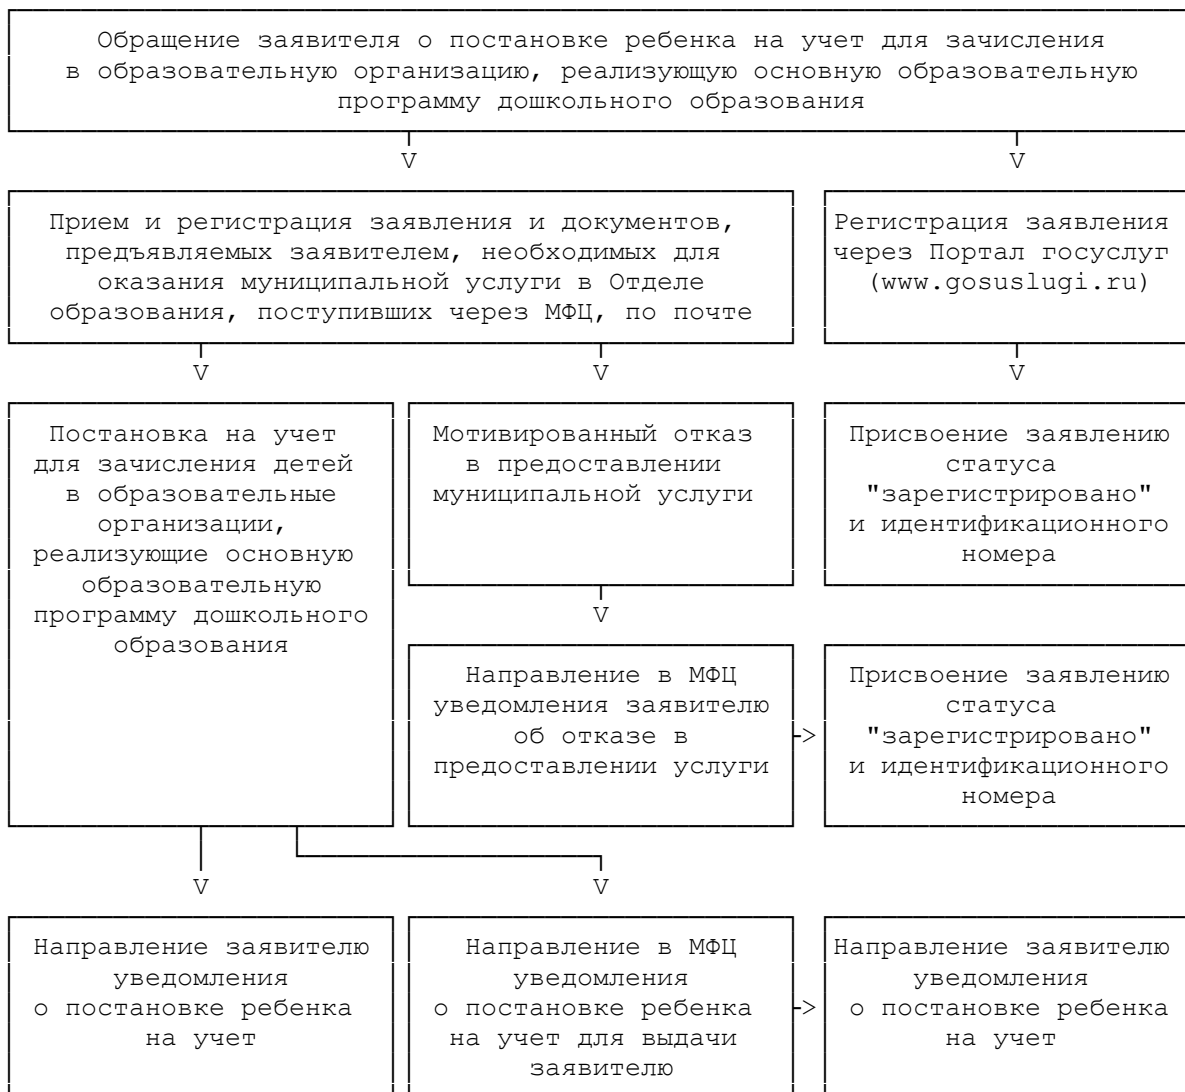 Обращение заявителя о постановке ребенка на учет для зачисления
в образовательную организацию, реализующую основную образовательную
программу дошкольного образования
V
V
Прием и регистрация заявления и документов,
предъявляемых заявителем, необходимых для
оказания муниципальной услуги в Отделе
образования, поступивших через МФЦ, по почте
Регистрация заявления
через Портал госуслуг
(www.gosuslugi.ru)
V
V
V
Постановка на учет
для зачисления детей
в образовательные
организации,
реализующие основную
образовательную
программу дошкольного
образования
Мотивированный отказ
в предоставлении
муниципальной услуги
Присвоение заявлению
статуса
"зарегистрировано"
и идентификационного
номера
V
Направление в МФЦ
уведомления заявителю
об отказе в
предоставлении услуги
->
Присвоение заявлению
статуса
"зарегистрировано"
и идентификационного
номера
V
V
Направление заявителю
уведомления
о постановке ребенка
на учет
Направление в МФЦ
уведомления
о постановке ребенка
на учет для выдачи
заявителю
->
Направление заявителю
уведомления
о постановке ребенка
на учет